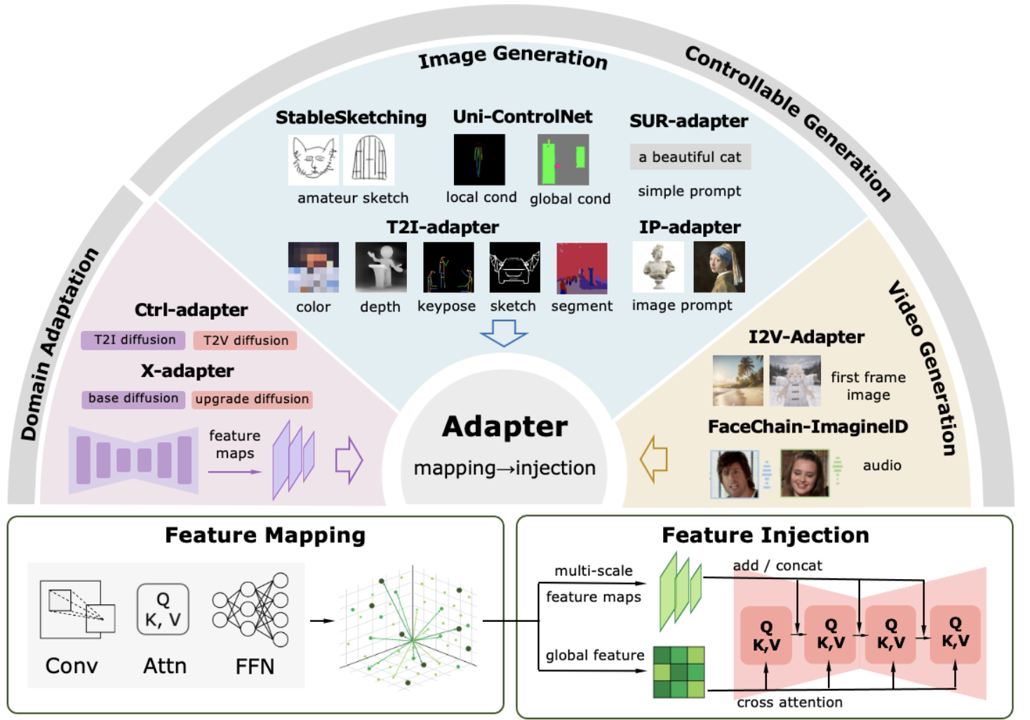 Image Generation
Controllable Generation
Domain Adaptation
Video Generation
StableSketching
amateur sketch
Uni-ControlNet
local cond
global cond
SUR-adapter
a beautiful cat
simple prompt
T2I-adapter
color
depth
keypose
sketch
segment
IP-adapter
image prompt
Ctrl-adapter
T2I diffusion
T2V diffusion
X-adapter
base diffusion
upgrade diffusion
feature
maps
Adapter
mapping→injection
I2V-Adapter
first frame
image
FaceChain-ImagineID
audio
Feature Mapping
Conv
Attn
Q
K, V
FFN
Feature Injection
multi-scale
feature maps
global feature
add / concat
Q
K,V
Q
K,V
Q
K,V
Q
K,V
cross attention